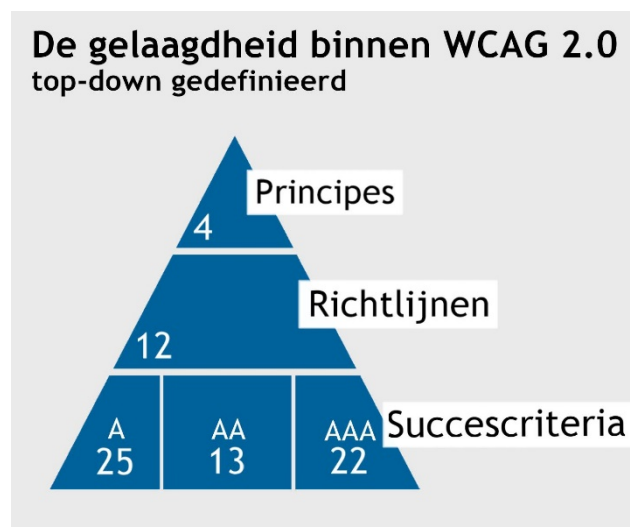 De gelaagdheid binnen WCAG 2.0
top-down gedefinieerd
Principes
4
Richtlijnen
12
A
25
AA
13
AAA
22
Succescriteria